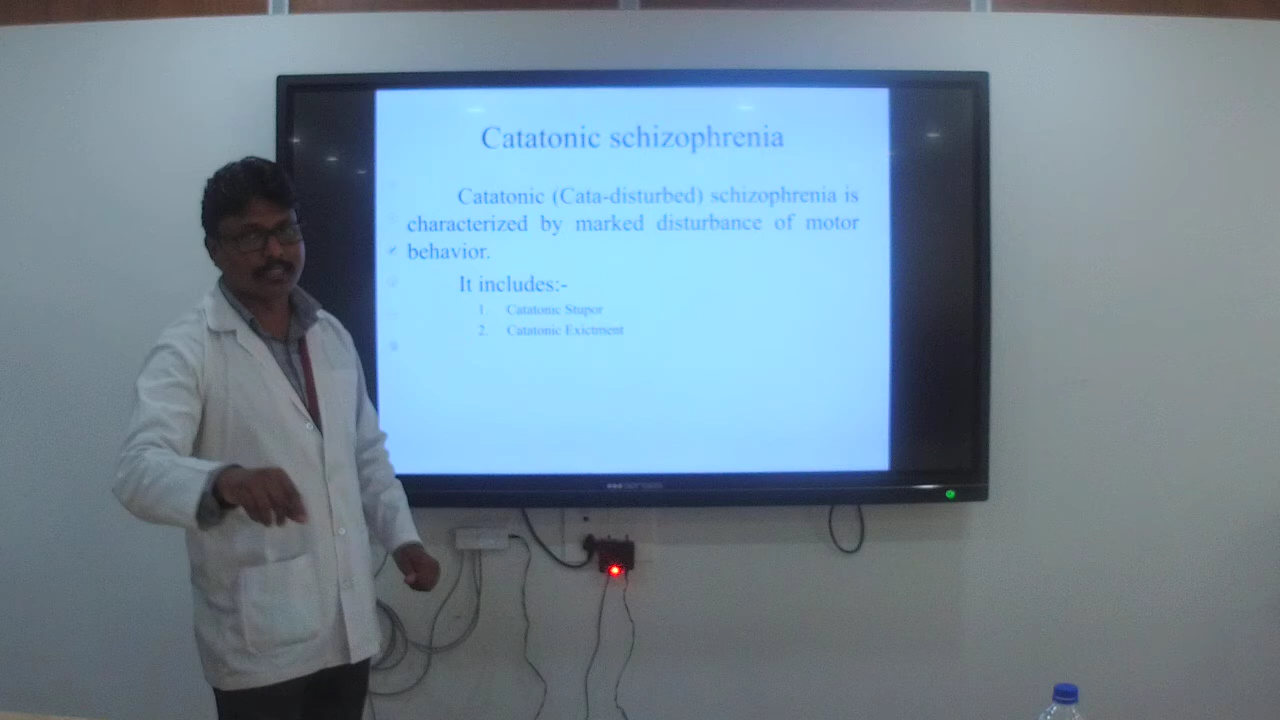 Catatonic schizophrenia
Catatonic (Cata-disturbed) schizophrenia is
characterized by marked disturbance of motor
behavior.
It includes:-
1. Catatonic Stupor
2. Catatonic Exictment